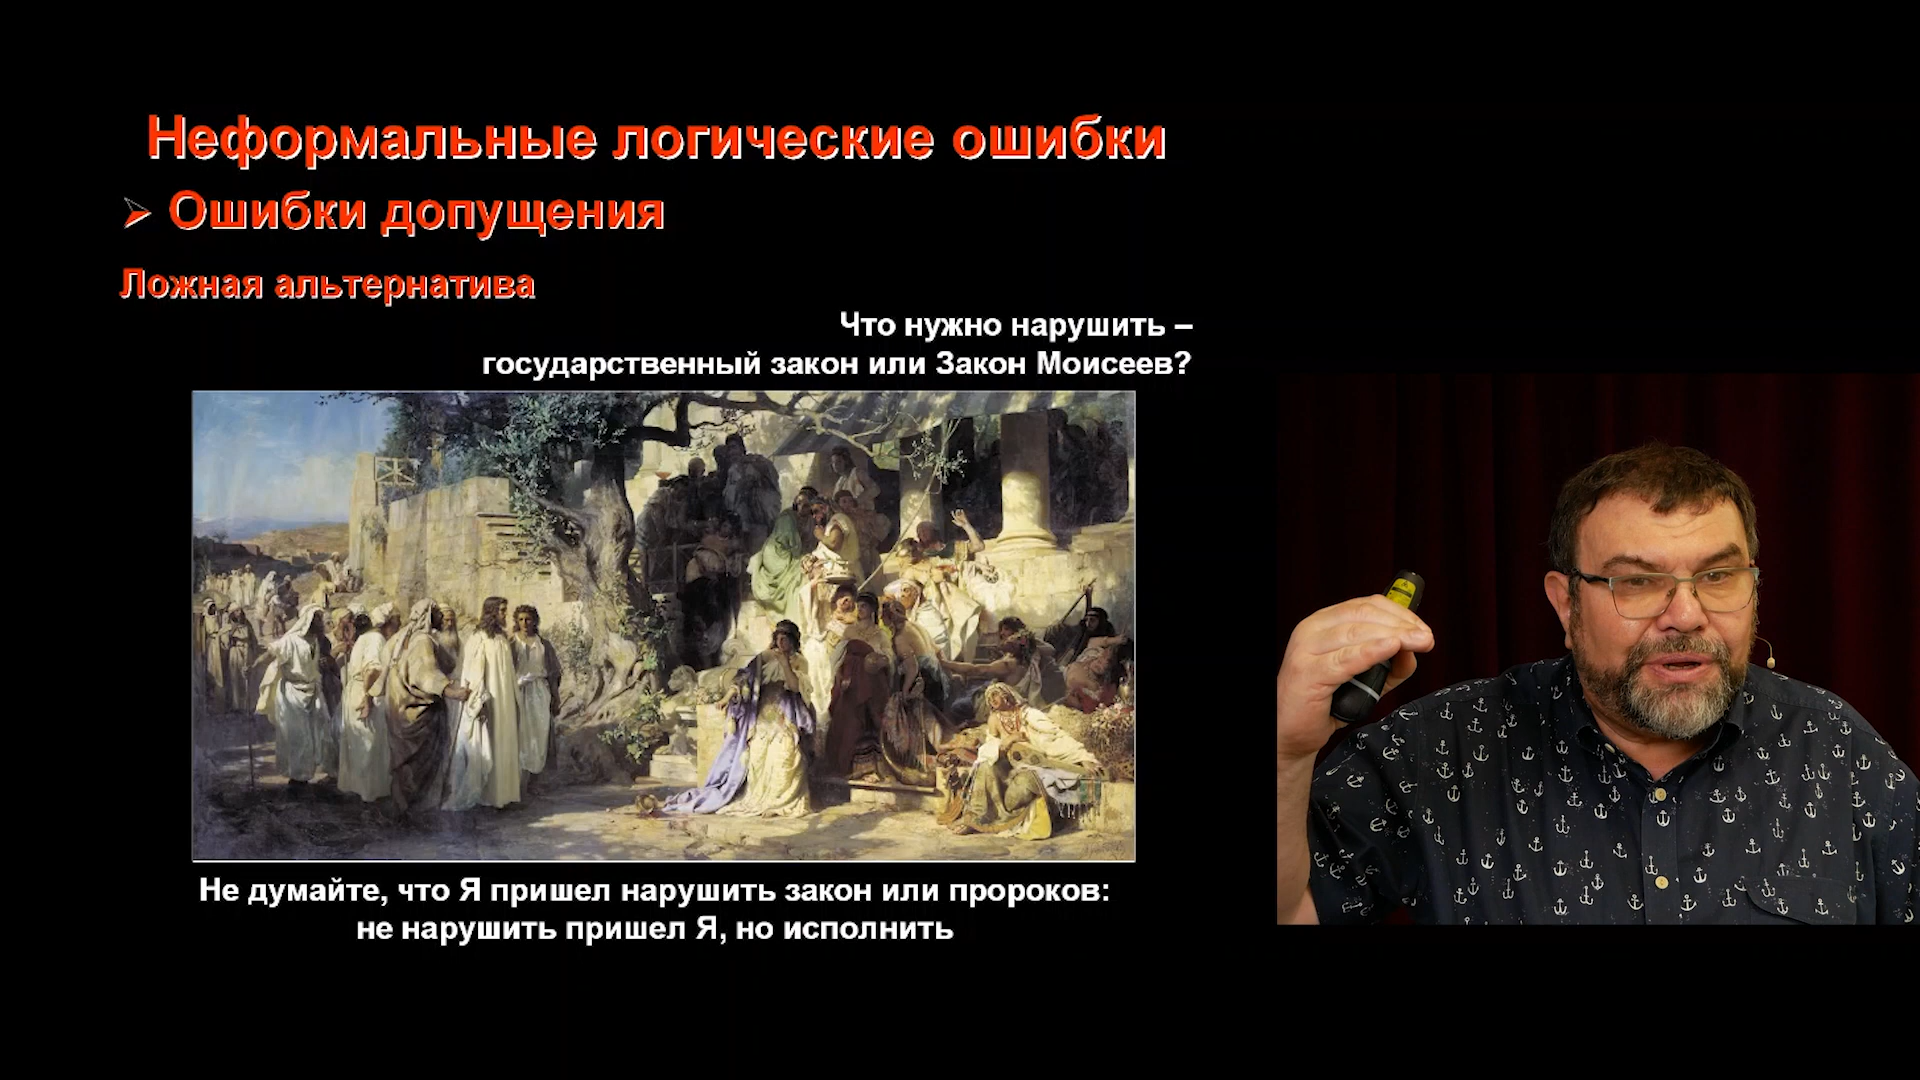 Неформальные логические ошибки
Ошибки допущения
Ложная альтернатива
Что нужно нарушить –
государственный закон или Закон Моисеев?
Не думайте, что Я пришел нарушить закон или пророков:
не нарушить пришел Я, но исполнить